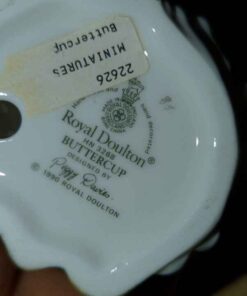 22626
MINIATURES
Buttercup
Royal Doulton
HN 3268
BUTTERCUP
DESIGNED BY
Peggy Davies
© 1990 ROYAL DOULTON